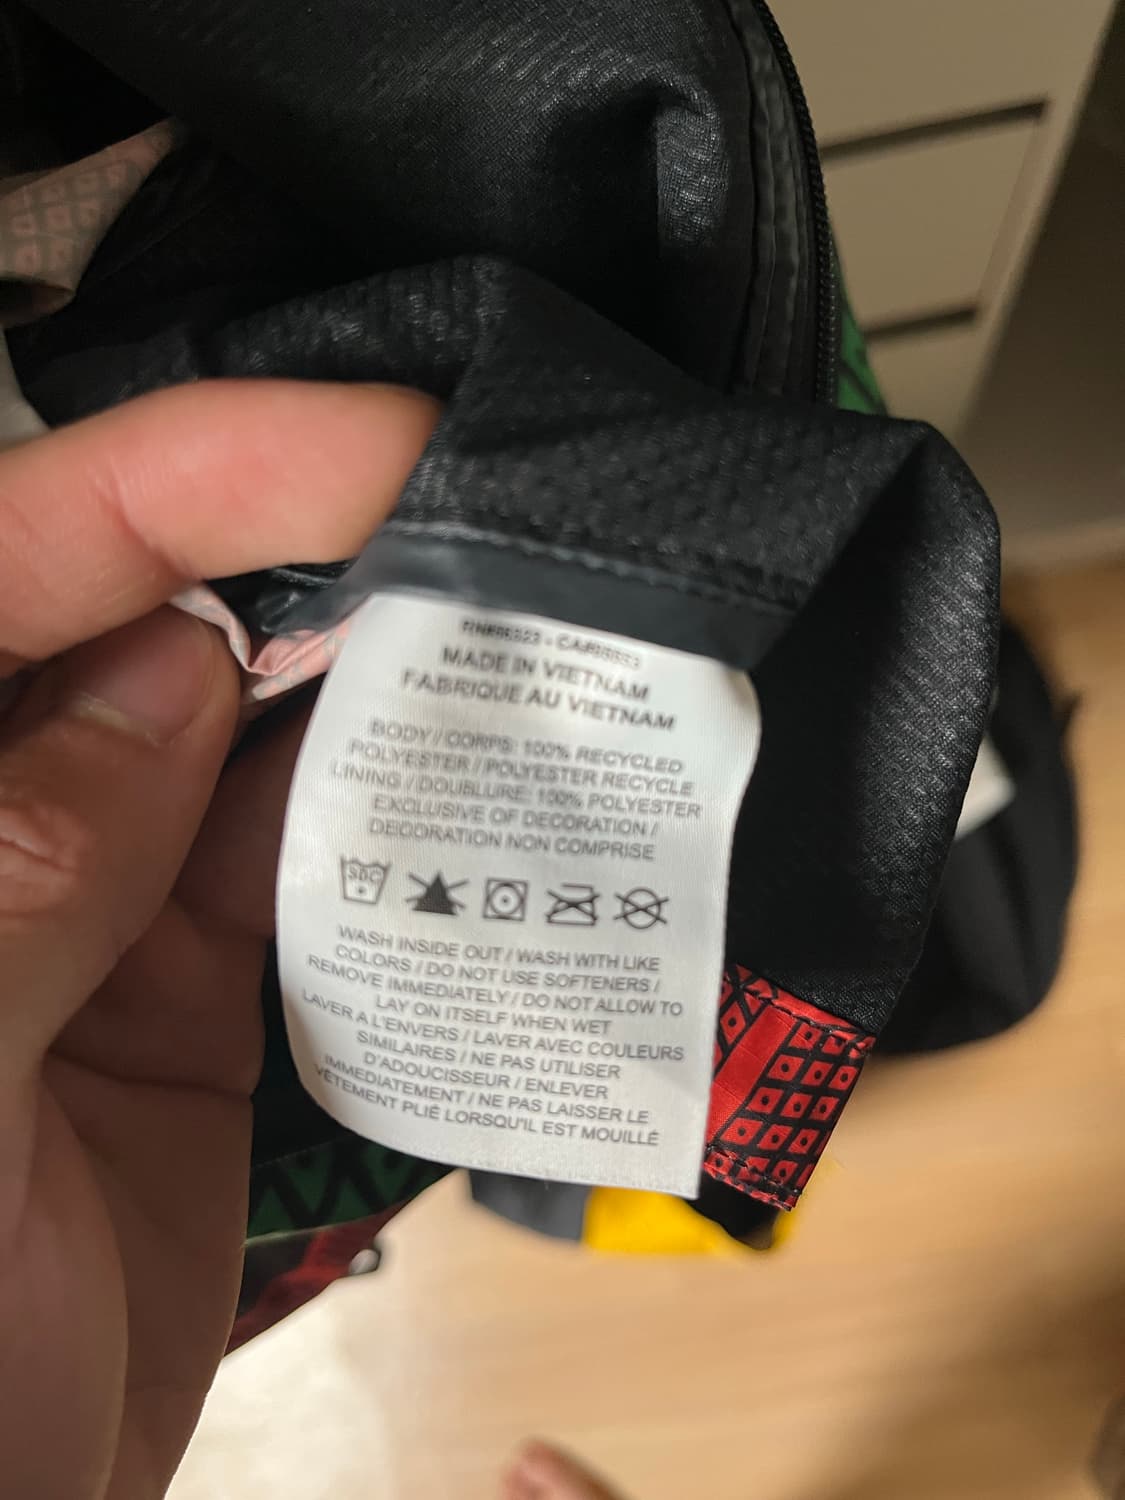 MADE IN VIETNAM
FABRIQUE AU VIETNAM
BODY / CORPS: 100% RECYCLED
POLYESTER / POLYESTER RECYCLE
LINING / DOUBLURE: 100% POLYESTER
EXCLUSIVE OF DECORATION /
DECORATION NON COMPRISE
WASH INSIDE OUT / WASH WITH LIKE
COLORS / DO NOT USE SOFTENERS /
REMOVE IMMEDIATELY / DO NOT ALLOW TO
LAY ON ITSELF WHEN WET
LAVER A L'ENVERS / LAVER AVEC COULEURS
SIMILAIRES / NE PAS UTILISER
D'ADOUCISSEUR / ENLEVER
IMMEDIATEMENT / NE PAS LAISSER LE
VÊTEMENT PLIÉ LORSQU'IL EST MOUILLÉ